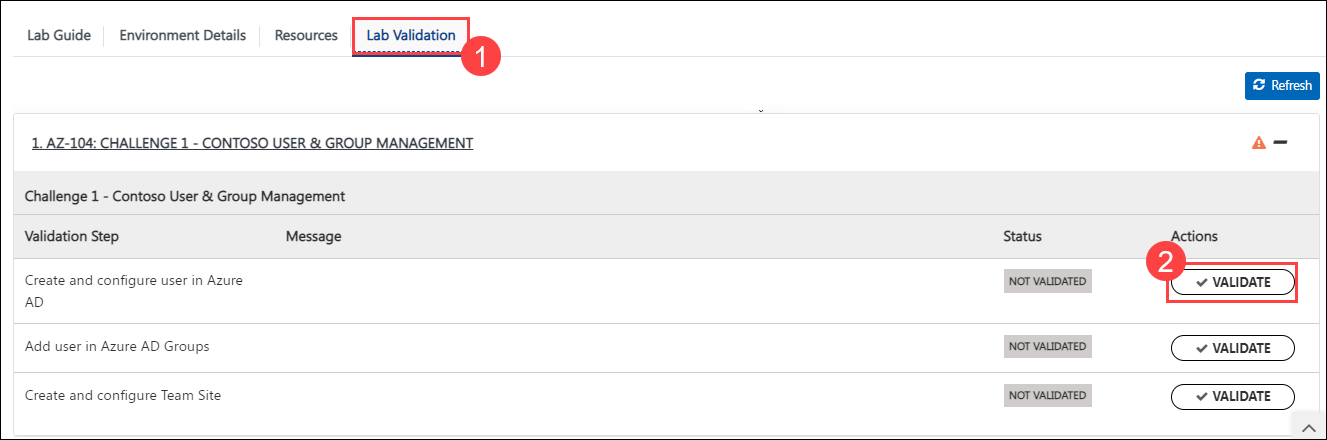 Lab Guide Environment Details Resources Lab Validation
1
Refresh
1. AZ-104: CHALLENGE 1 - CONTOSO USER & GROUP MANAGEMENT
Challenge 1 - Contoso User & Group Management
Validation Step Message Status Actions
2
Create and configure user in Azure AD NOT VALIDATED VALIDATE
Add user in Azure AD Groups NOT VALIDATED VALIDATE
Create and configure Team Site NOT VALIDATED VALIDATE